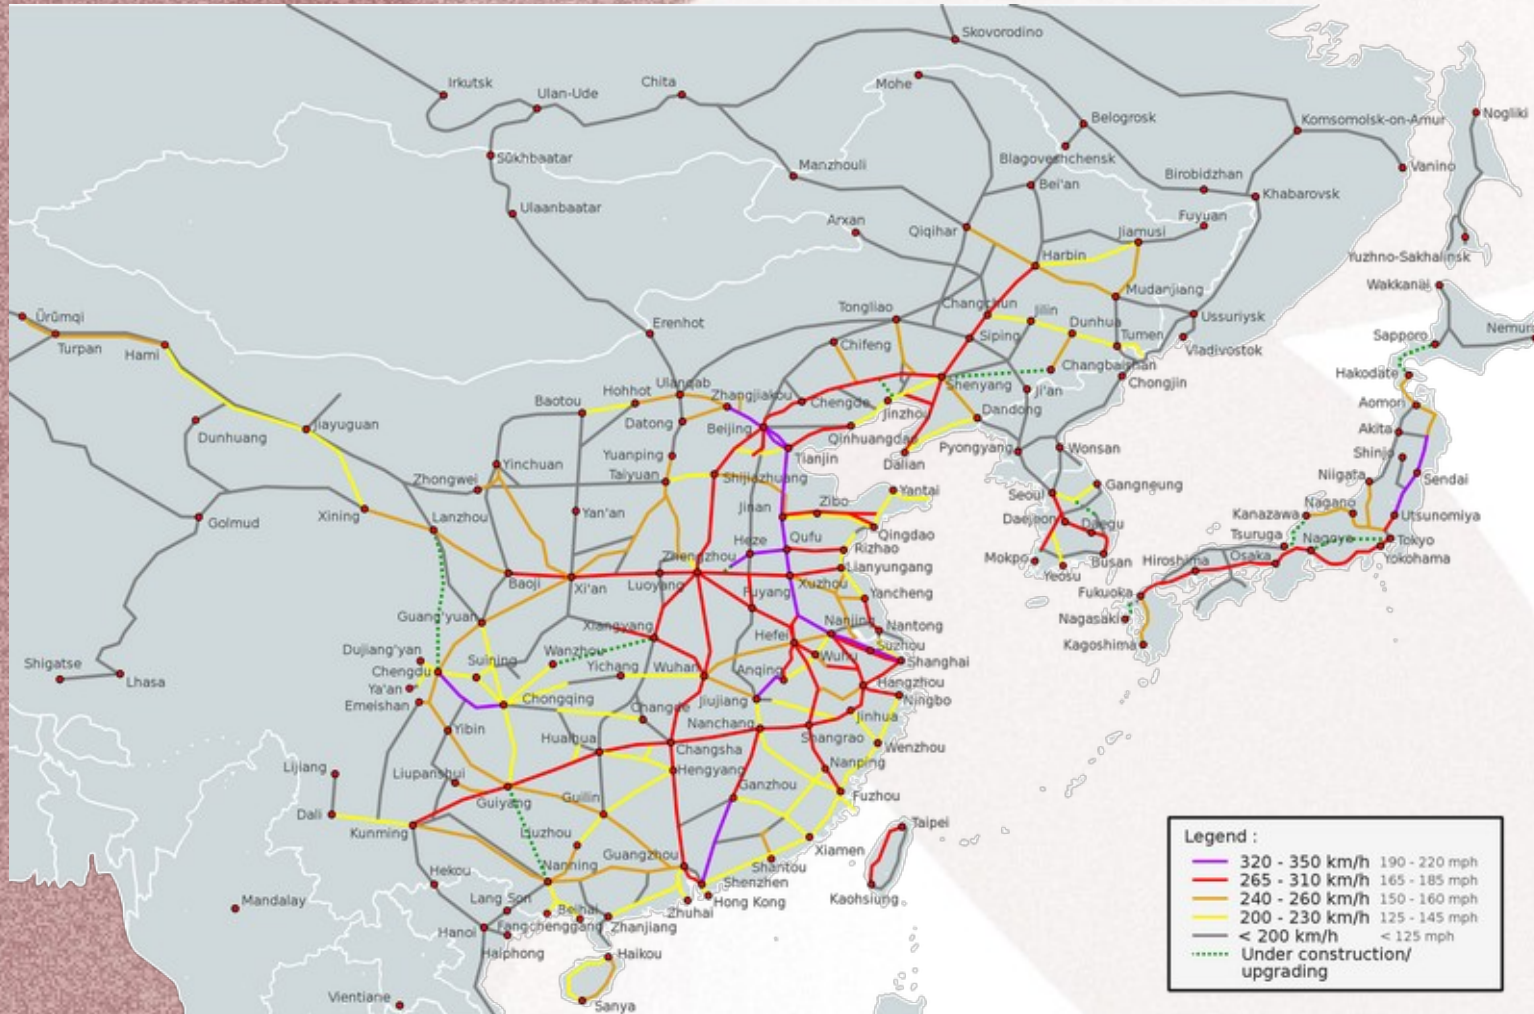 Skovorodino
Irkutsk
Ulan-Ude
Chita
Mohe
Nogliki
Belogrosk
Komsomolsk-on-Amur
Sükhbaatar
Manzhouli
Blagoveshchensk
Vanino
Bei'an
Birobidzhan
Khabarovsk
Ulaanbaatar
Arxan
Qiqihar
Jiamusi
Fuyuan
Harbin
Yuzhno-Sakhalinsk
Wakkanai
Mudanjiang
Ürümqi
Turpan
Hami
Erenhot
Tongliao
Changchun
Jilin
Dunhua
Tumen
Ussuriysk
Vladivostok
Sapporo
Nemur
Siping
Chifeng
Changbaishan
Chongjin
Hakodate
Hohhot
Ulanqab
Zhangjiakou
Chengde
Shenyang
Ji'an
Baotou
Datong
Beijing
Jinzhou
Dandong
Aomori
Dunhuang
Jiayuguan
Qinhuangdao
Pyongyang
Wonsan
Akita
Yuanping
Tianjin
Dalian
Shinjo
Zhongwei
Yinchuan
Taiyuan
Shijiazhuang
Niigata
Sendai
Yantai
Seoul
Gangneung
Golmud
Xining
Lanzhou
Yan'an
Jinan
Zibo
Nagano
Kanazawa
Utsunomiya
Daejeon
Daegu
Qingdao
Tsuruga
Nagoya
Tokyo
Heze
Qufu
Rizhao
Mokpo
Yeosu
Busan
Hiroshima
Osaka
Yokohama
Baoji
Xi'an
Luoyang
Zhengzhou
Xuzhou
Lianyungang
Fuyang
Yancheng
Fukuoka
Guang'yuan
Xiangyang
Nanjing
Nantong
Nagasaki
Hefei
Suzhou
Kagoshima
Dujiang'yan
Chengdu
Suining
Wanzhou
Yichang
Wuhan
Anqing
Wuhu
Shanghai
Shigatse
Lhasa
Ya'an
Emeishan
Chongqing
Changde
Jiujiang
Hangzhou
Ningbo
Yibin
Huaihua
Changsha
Nanchang
Shangrao
Jinhua
Wenzhou
Lijiang
Liupanshui
Hengyang
Nanping
Guiyang
Guilin
Ganzhou
Fuzhou
Dali
Kunming
Liuzhou
Guangzhou
Xiamen
Taipei
Hekou
Nanning
Shenzhen
Shantou
Kaohsiung
Mandalay
Lang Son
Beihai
Zhuhai
Hong Kong
Hanoi
Fangchenggang
Zhanjiang
Haiphong
Haikou
Vientiane
Sanya
Legend :
320 - 350 km/h 190 - 220 mph
265 - 310 km/h 165 - 185 mph
240 - 260 km/h 150 - 160 mph
200 - 230 km/h 125 - 145 mph
< 200 km/h < 125 mph
Under construction/
upgrading